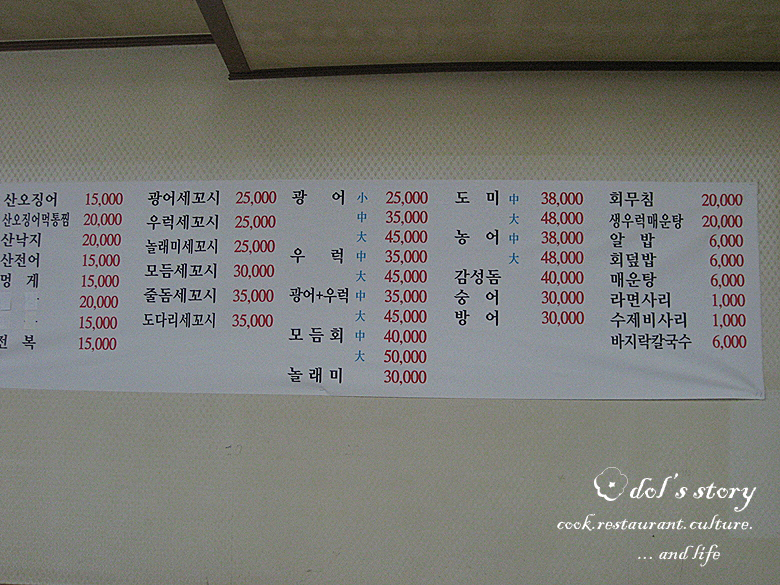 산오징어 15,000
산오징어먹통찜 20,000
산낙지 20,000
산전어 15,000
멍 게 15,000
20,000
15,000
전 복 15,000
광어세꼬시 25,000
우럭세꼬시 25,000
놀래미세꼬시 25,000
모듬세꼬시 30,000
줄돔세꼬시 35,000
도다리세꼬시 35,000
광 어 小 25,000
中 35,000
大 45,000
우 럭 中 35,000
大 45,000
광어+우럭 中 35,000
大 45,000
모듬회 中 40,000
大 50,000
놀래미 30,000
도 미 中 38,000
大 48,000
농 어 中 38,000
大 48,000
감성돔 40,000
숭 어 30,000
방 어 30,000
회무침 20,000
생우럭매운탕 20,000
알 밥 6,000
회덮밥 6,000
매운탕 6,000
라면사리 1,000
수제비사리 1,000
바지락칼국수 6,000
dol's story
cook.restaurant.culture.
... and life